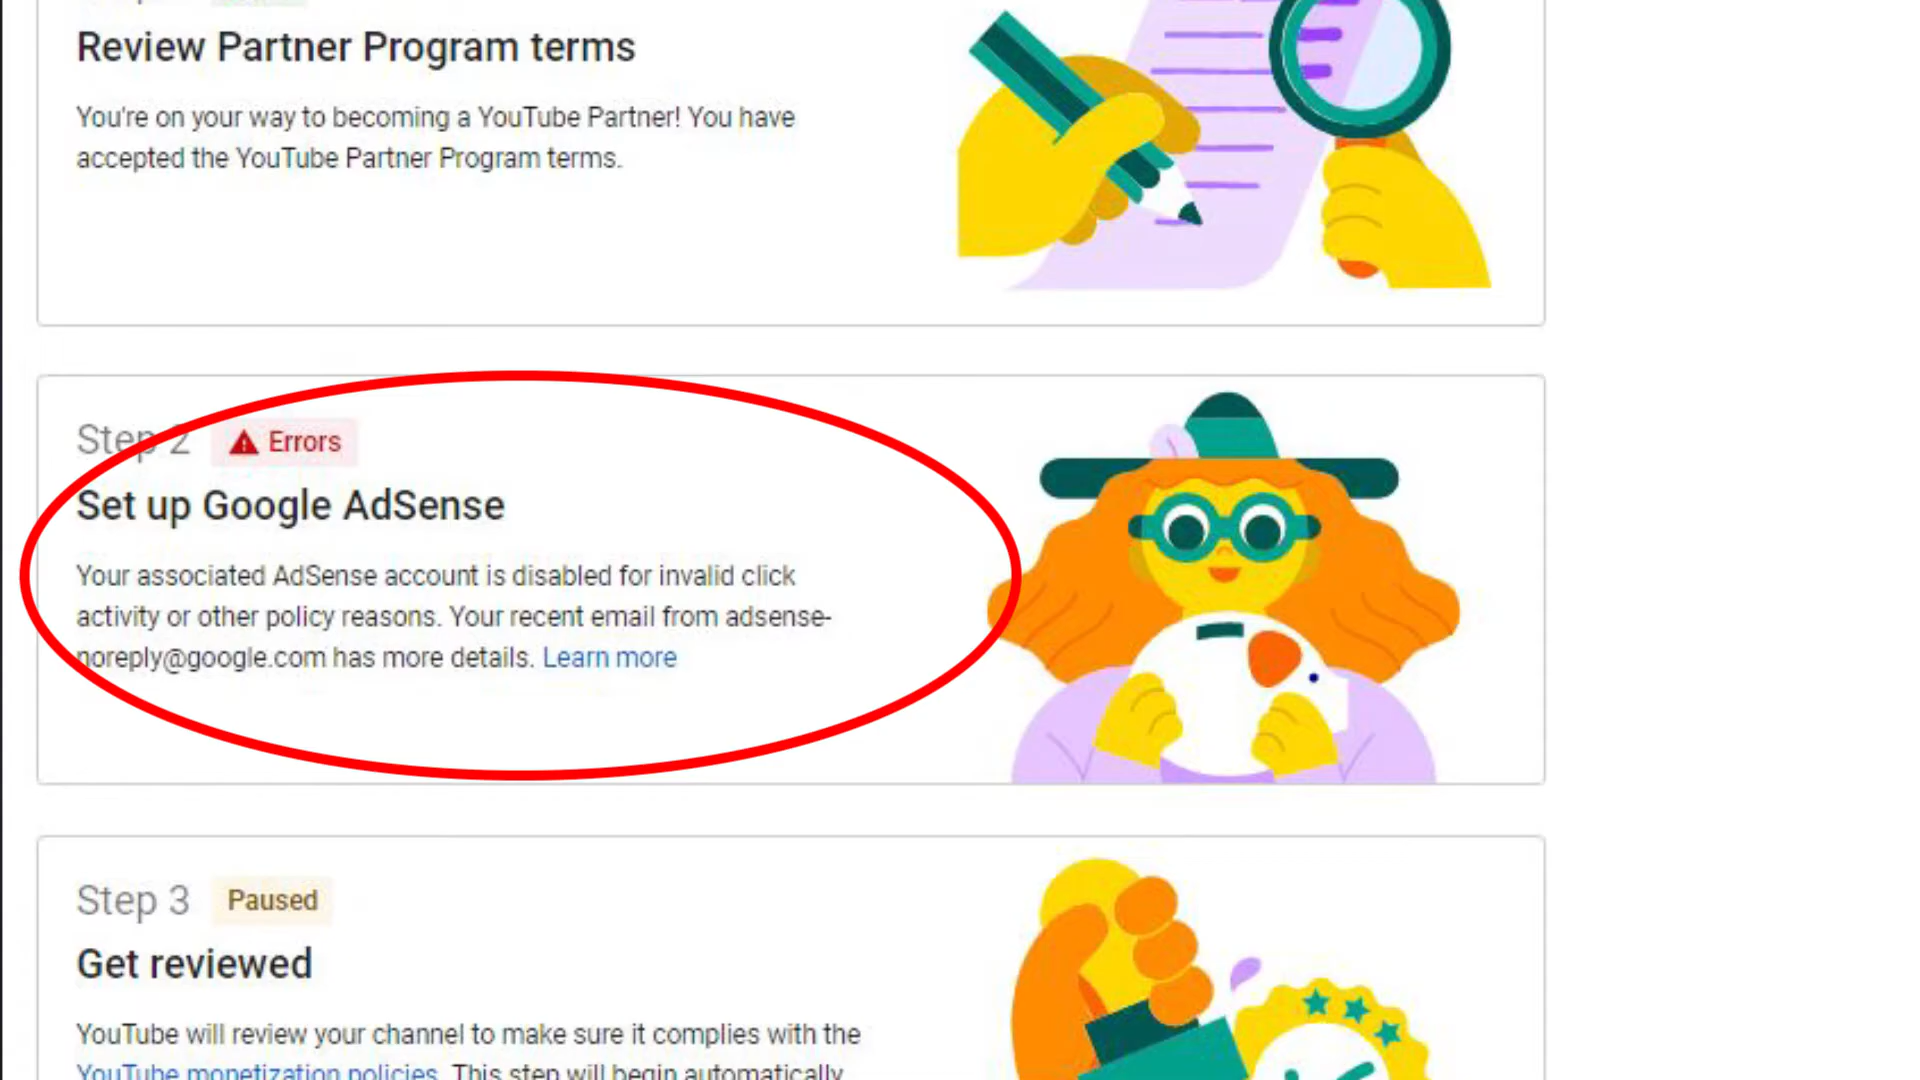 Review Partner Program terms
You're on your way to becoming a YouTube Partner! You have
accepted the YouTube Partner Program terms.
Step 2 Errors
Set up Google AdSense
Your associated AdSense account is disabled for invalid click
activity or other policy reasons. Your recent email from adsense-
noreply@google.com has more details. Learn more
Step 3 Paused
Get reviewed
YouTube will review your channel to make sure it complies with the
YouTube monetization policies. This step will begin automatically